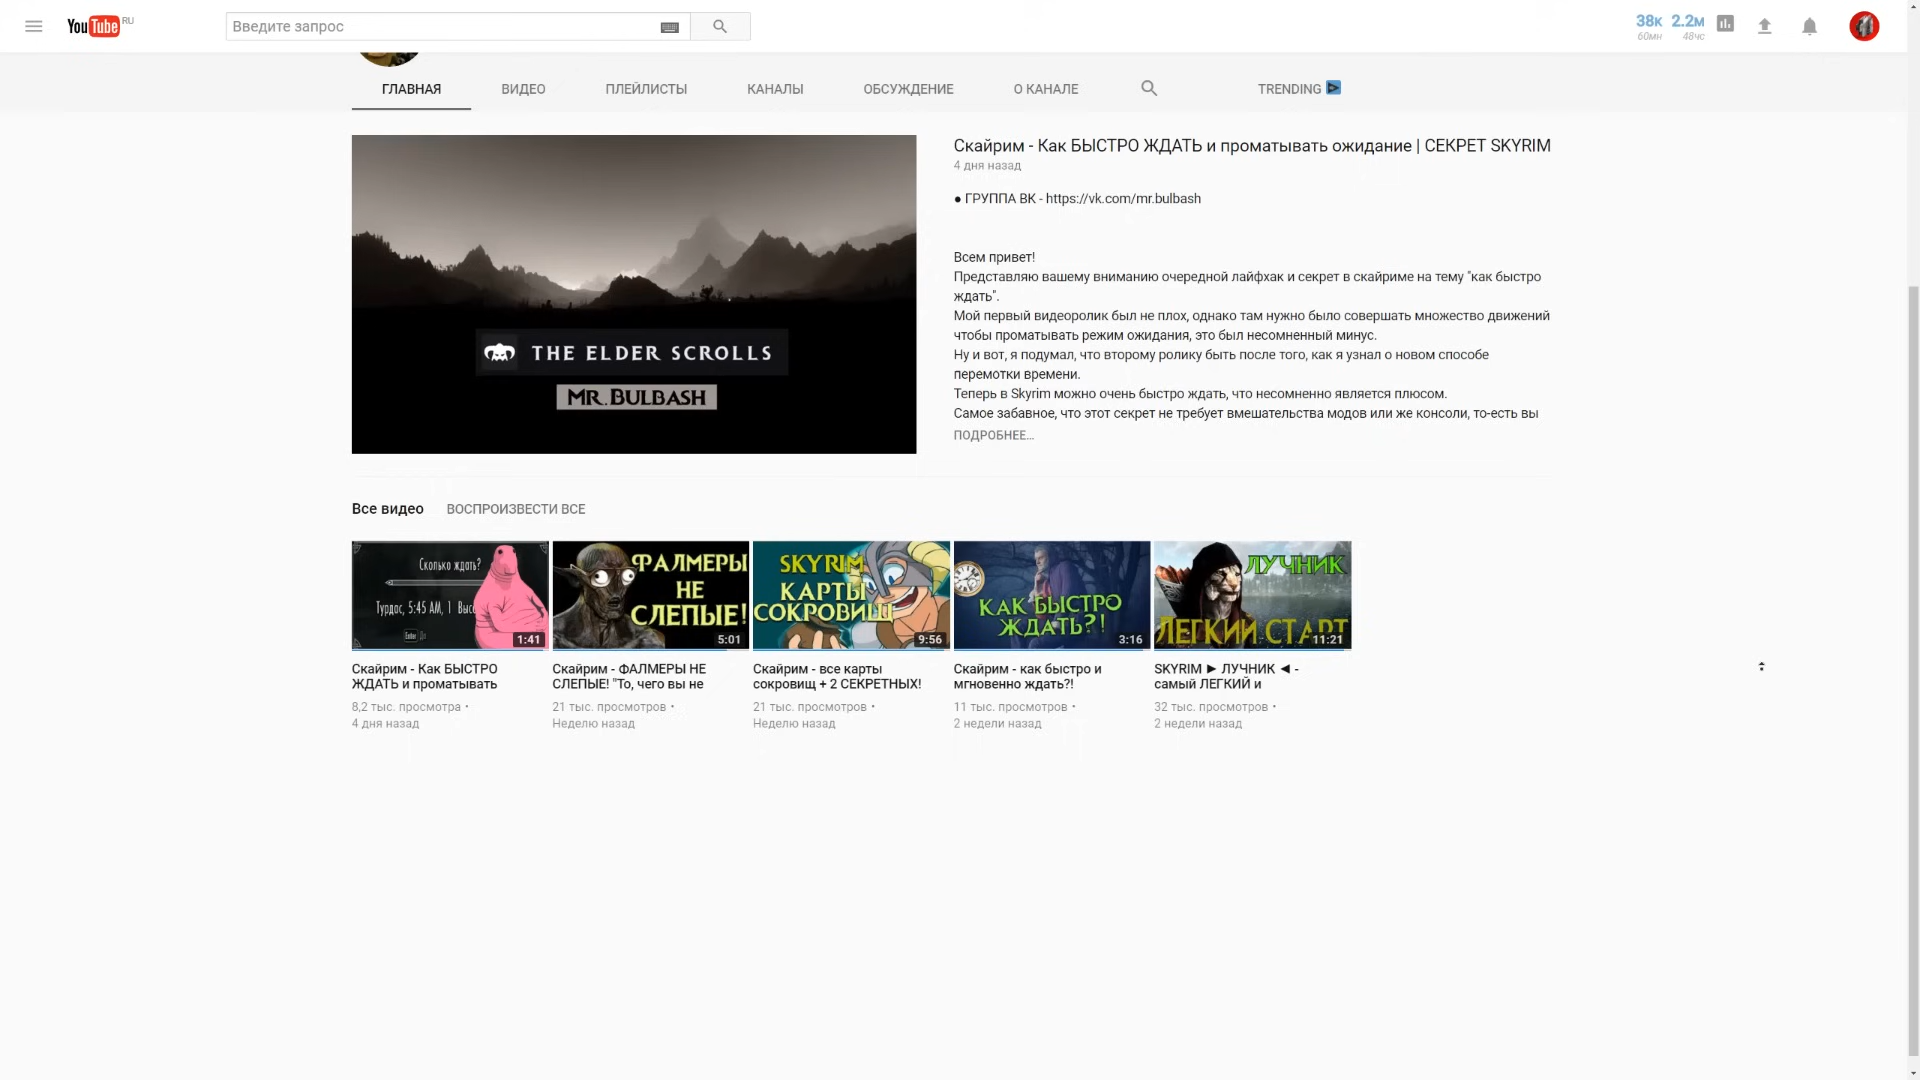 YouTube RU
Введите запрос
38к 2.2м
60мн 48чс
ГЛАВНАЯ ВИДЕО ПЛЕЙЛИСТЫ КАНАЛЫ ОБСУЖДЕНИЕ О КАНАЛЕ TRENDING
THE ELDER SCROLLS
MR.BULBASH
Скайрим - Как БЫСТРО ЖДАТЬ и проматывать ожидание | СЕКРЕТ SKYRIM
4 дня назад
● ГРУППА ВК - https://vk.com/mr.bulbash
Всем привет!
Представляю вашему вниманию очередной лайфхак и секрет в скайриме на тему "как быстро
ждать".
Мой первый видеоролик был не плох, однако там нужно было совершать множество движений
чтобы проматывать режим ожидания, это был несомненный минус.
Ну и вот, я подумал, что второму ролику быть после того, как я узнал о новом способе
перемотки времени.
Теперь в Skyrim можно очень быстро ждать, что несомненно является плюсом.
Самое забавное, что этот секрет не требует вмешательства модов или же консоли, то-есть вы
ПОДРОБНЕЕ...
Все видео ВОСПРОИЗВЕСТИ ВСЕ
Сколько ждать?
Турдас, 5:45 AM, 1
Enter
1:41
Скайрим - Как БЫСТРО
ЖДАТЬ и проматывать
8,2 тыс. просмотра •
4 дня назад
ФАЛМЕРЫ
НЕ
СЛЕПЫЕ!
5:01
Скайрим - ФАЛМЕРЫ НЕ
СЛЕПЫЕ! "То, чего вы не
21 тыс. просмотров •
Неделю назад
SKYRIM
КАРТЫ
СОКРОВИЩ
9:56
Скайрим - все карты
сокровищ + 2 СЕКРЕТНЫХ!
21 тыс. просмотров •
Неделю назад
КАК БЫСТРО
ЖДАТЬ?!
3:16
Скайрим - как быстро и
мгновенно ждать?!
11 тыс. просмотров •
2 недели назад
ЛУЧНИК
ЛЕГКИЙ СТАРТ
11:21
SKYRIM ► ЛУЧНИК ◄ -
самый ЛЕГКИЙ и
32 тыс. просмотров •
2 недели назад